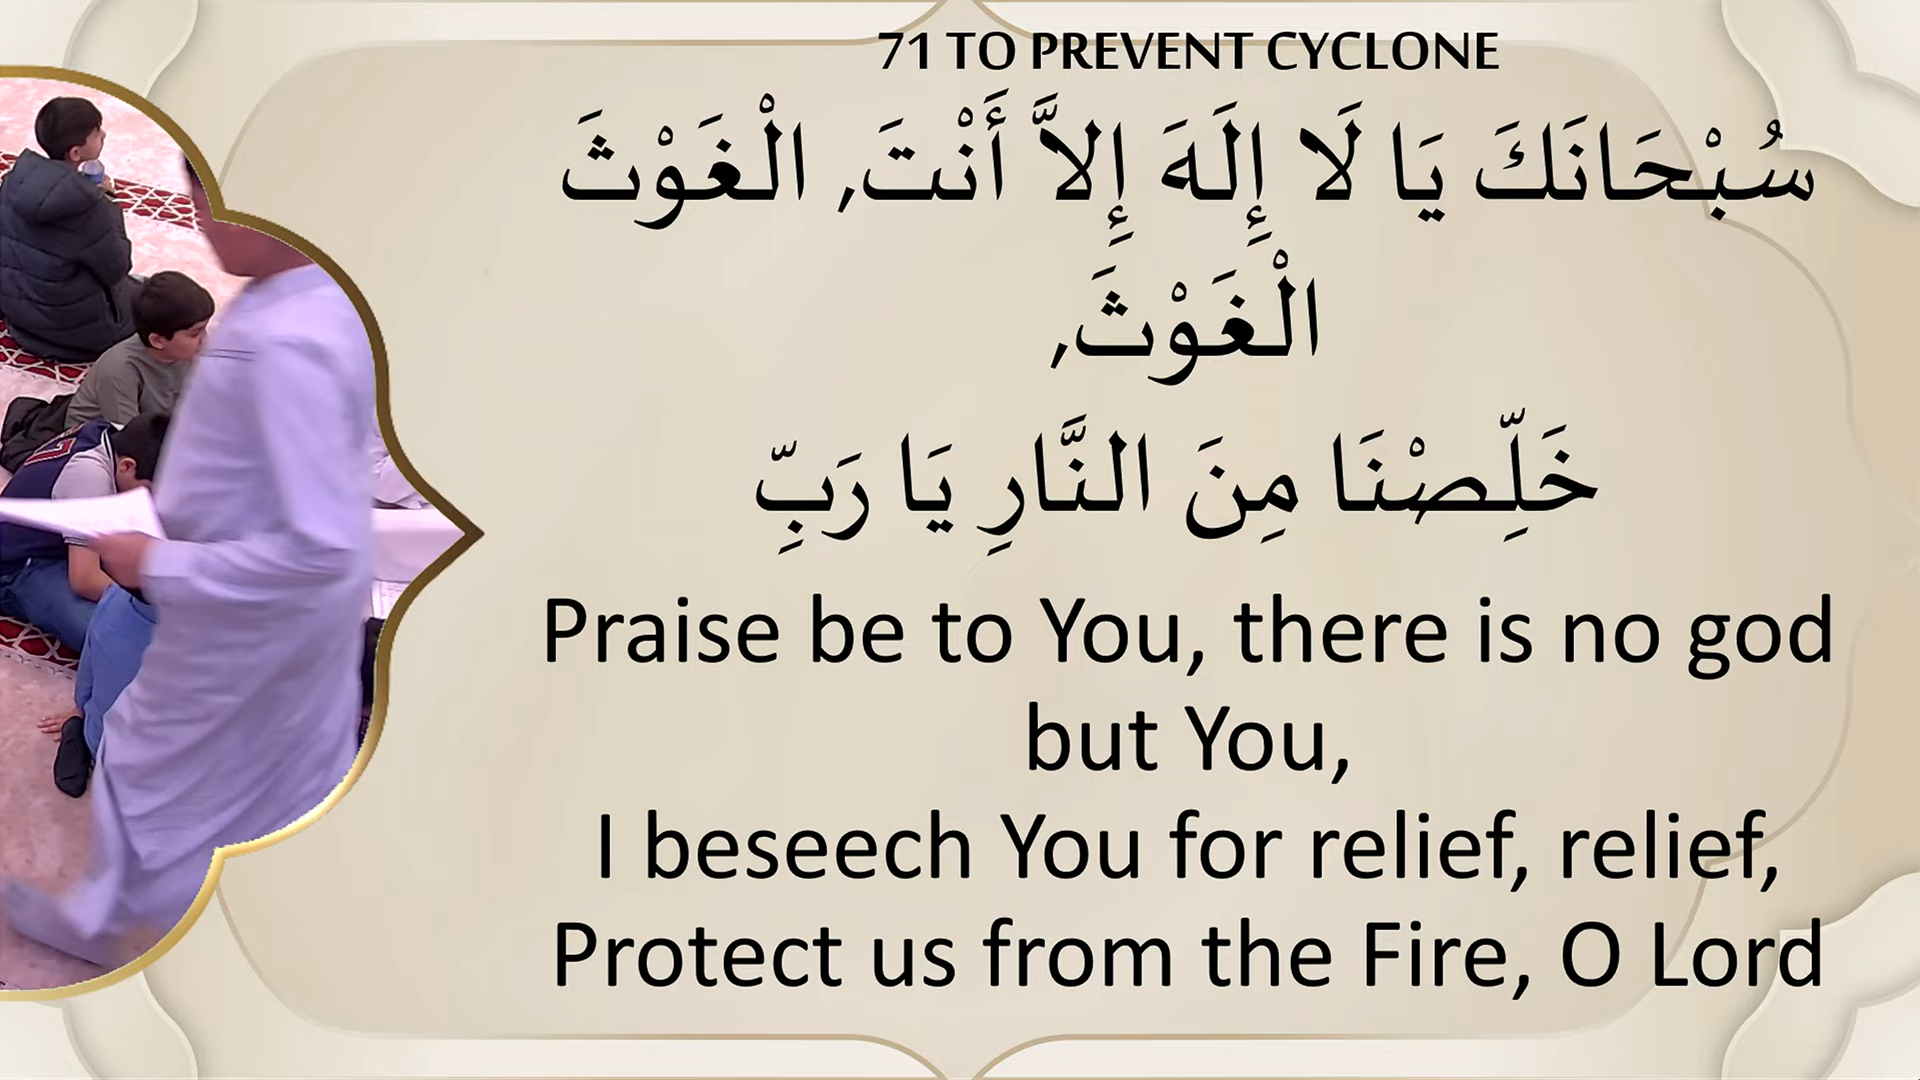 71 TO PREVENT CYCLONE
سُبْحَانَكَ يَا لَا إِلَهَ إِلاَّ أَنْتَ, الْغَوْثَ
الْغَوْثَ,
خَلِّصْنَا مِنَ النَّارِ يَا رَبِّ
Praise be to You, there is no god
but You,
I beseech You for relief, relief,
Protect us from the Fire, O Lord